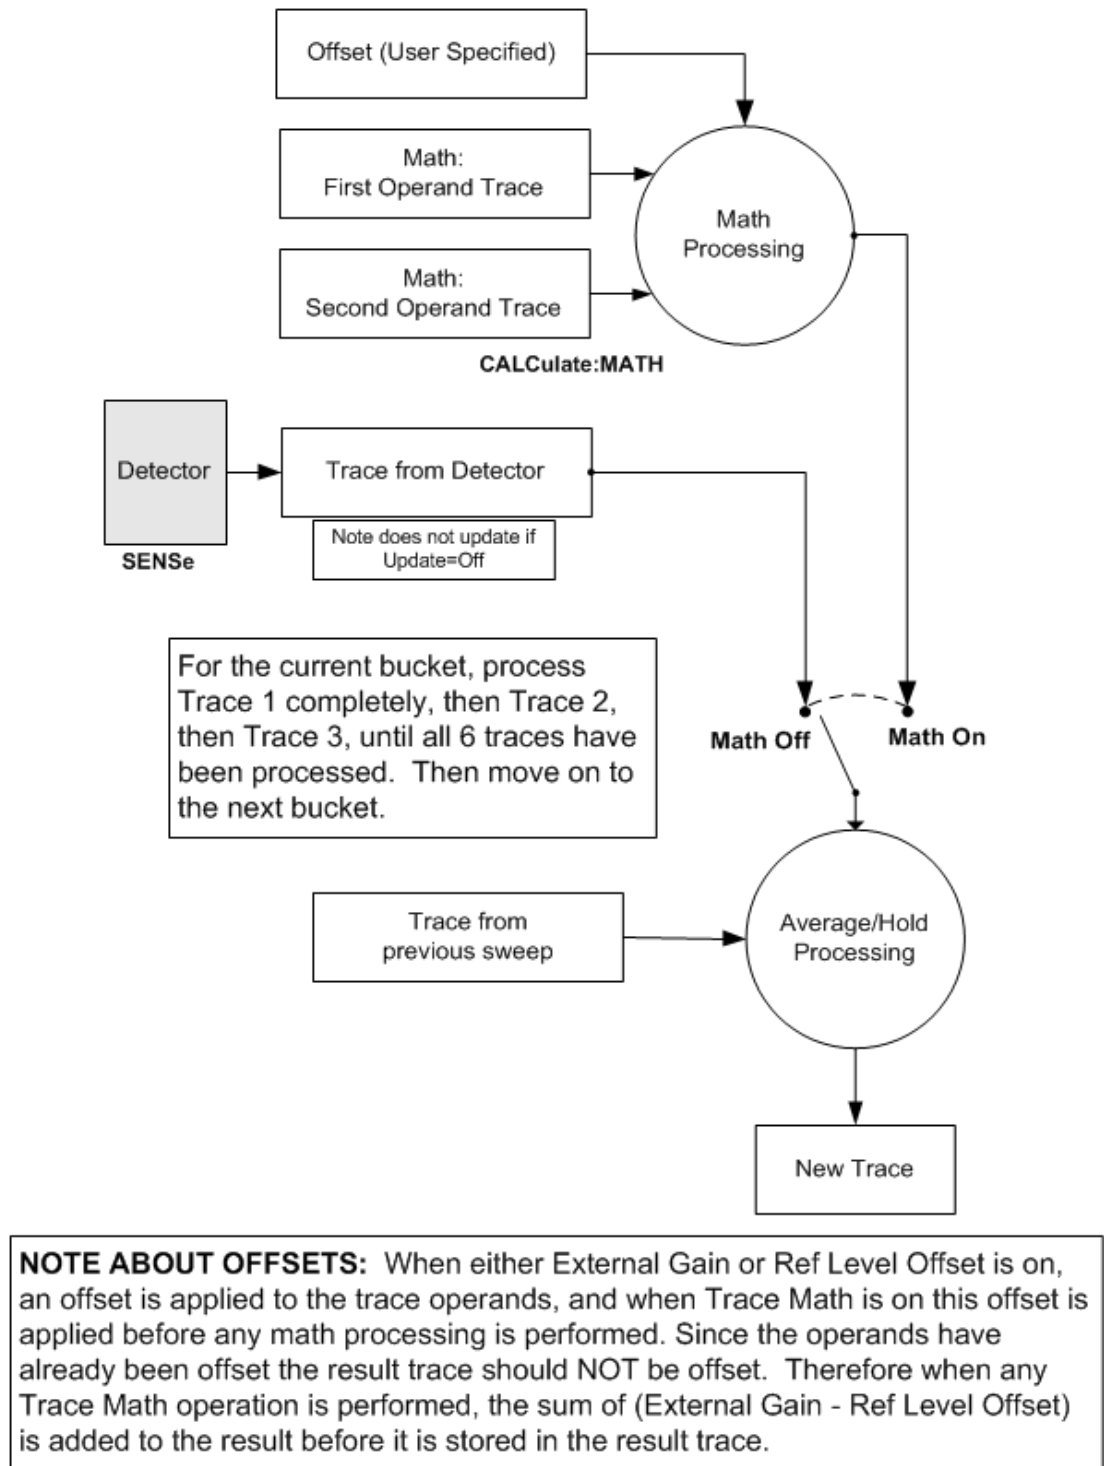 Offset (User Specified)
Math:
First Operand Trace
Math
Processing
Math:
Second Operand Trace
CALCulate:MATH
Detector
Trace from Detector
Note does not update if
Update=Off
SENSe
For the current bucket, process
Trace 1 completely, then Trace 2,
then Trace 3, until all 6 traces have
been processed.  Then move on to
the next bucket.
Math Off
Math On
Trace from
previous sweep
Average/Hold
Processing
New Trace
NOTE ABOUT OFFSETS:  When either External Gain or Ref Level Offset is on,
an offset is applied to the trace operands, and when Trace Math is on this offset is
applied before any math processing is performed. Since the operands have
already been offset the result trace should NOT be offset.  Therefore when any
Trace Math operation is performed, the sum of (External Gain - Ref Level Offset)
is added to the result before it is stored in the result trace.